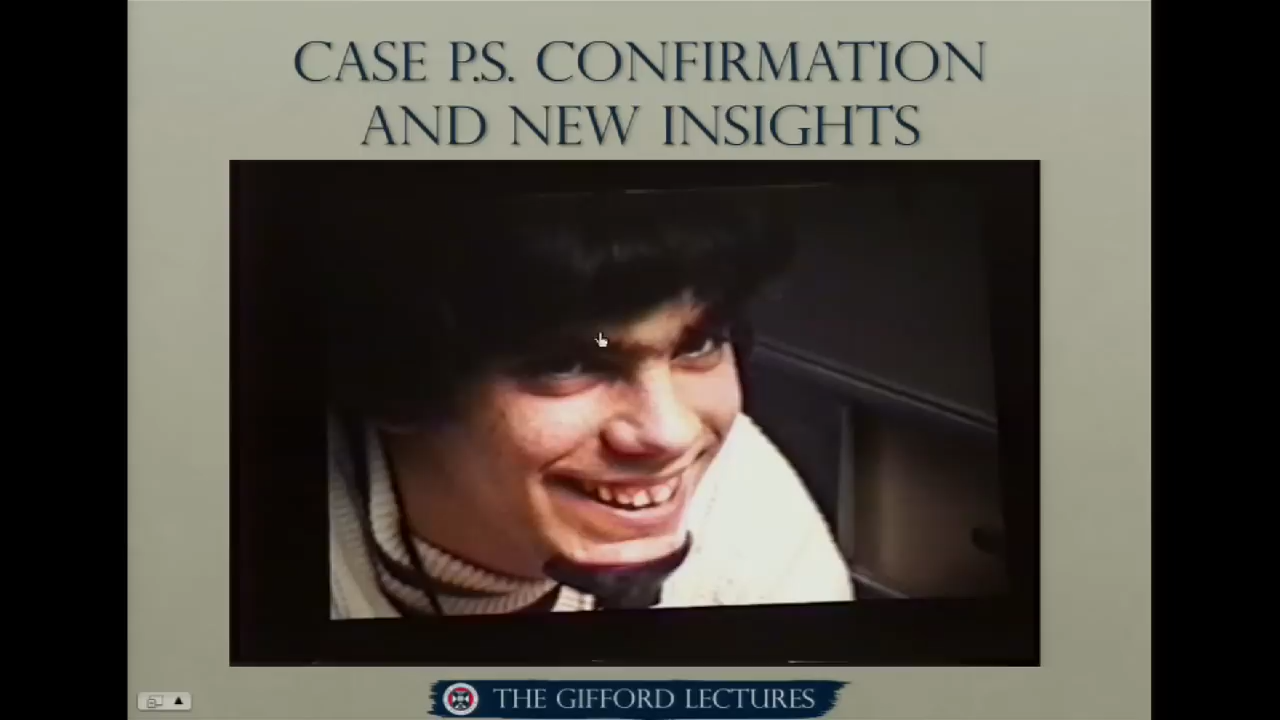 CASE P.S. CONFIRMATION
AND NEW INSIGHTS
THE GIFFORD LECTURES